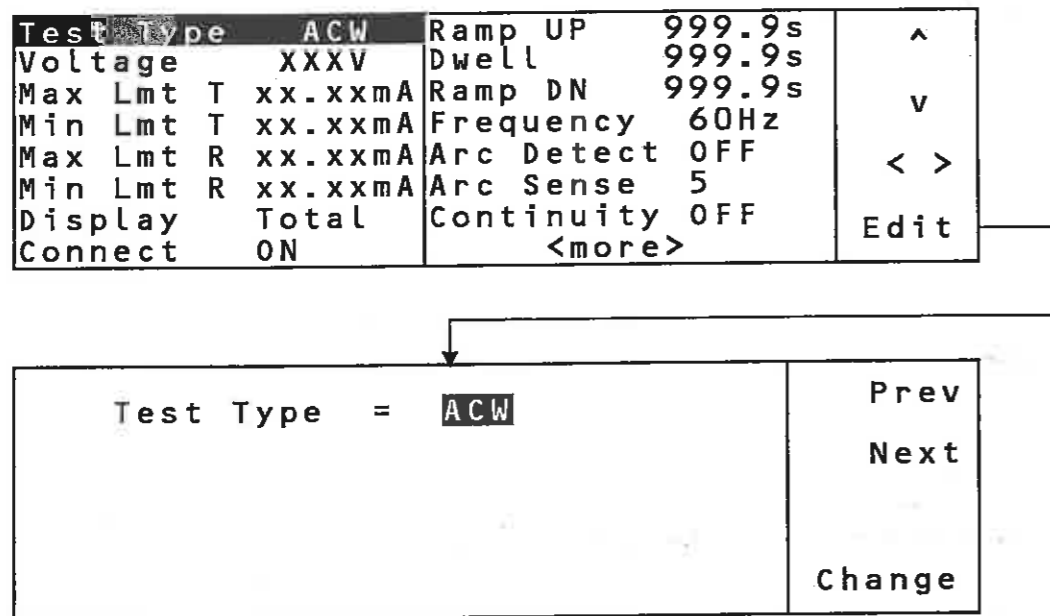 Test Type ACW
Voltage XXXV
Max Lmt T xx.xxmA
Min Lmt T xx.xxmA
Max Lmt R xx.xxmA
Min Lmt R xx.xxmA
Display Total
Connect ON
Ramp UP 999.9s
Dwell 999.9s
Ramp DN 999.9s
Frequency 60Hz
Arc Detect OFF
Arc Sense 5
Continuity OFF
<more>
^
v
< >
Edit
Test Type = ACW
Prev
Next
Change